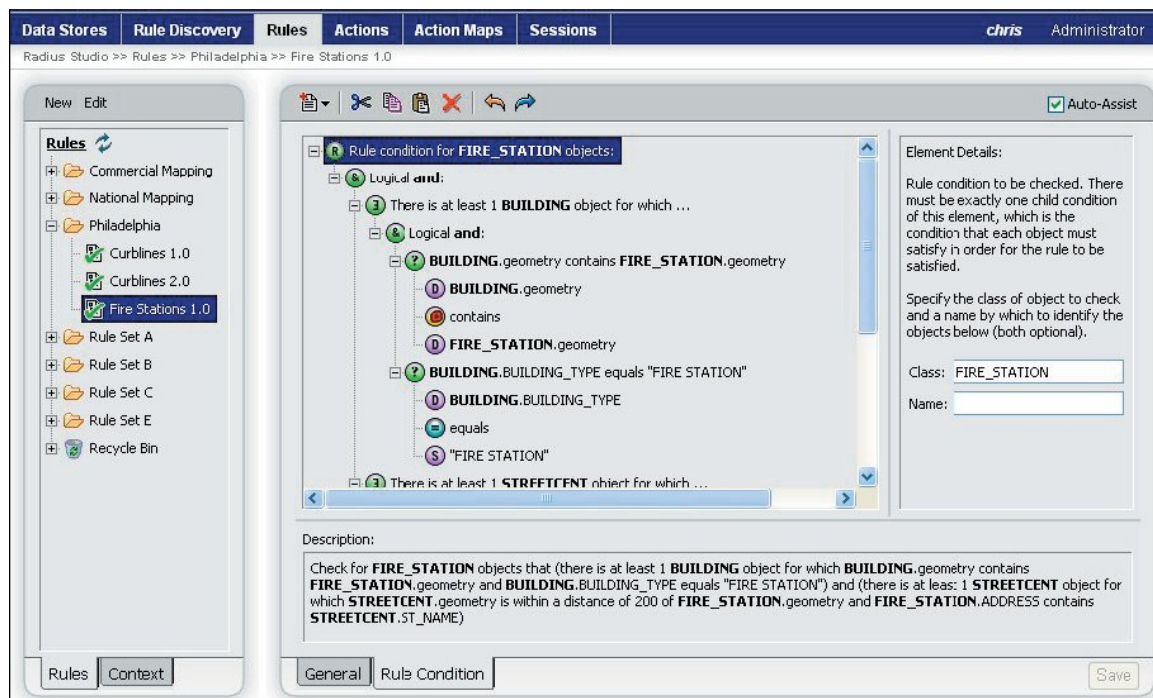 Data Stores Rule Discovery Rules Actions Action Maps Sessions chris Administrator
Radius Studio >> Rules >> Philadelphia >> Fire Stations 1.0
New Edit
Rules
Commercial Mapping
National Mapping
Philadelphia
Curblines 1.0
Curblines 2.0
Fire Stations 1.0
Rule Set A
Rule Set B
Rule Set C
Rule Set E
Recycle Bin
Rules Context
Auto-Assist
R Rule condition for FIRE_STATION objects:
& Logical and:
∃ There is at least 1 BUILDING object for which ...
& Logical and:
? BUILDING.geometry contains FIRE_STATION.geometry
D BUILDING.geometry
contains
D FIRE_STATION.geometry
? BUILDING.BUILDING_TYPE equals "FIRE STATION"
D BUILDING.BUILDING_TYPE
= equals
S "FIRE STATION"
∃ There is at least 1 STREETCENT object for which ...
Element Details:
Rule condition to be checked. There
must be exactly one child condition
of this element, which is the
condition that each object must
satisfy in order for the rule to be
satisfied.
Specify the class of object to check
and a name by which to identify the
objects below (both optional).
Class: FIRE_STATION
Name:
Description:
Check for FIRE_STATION objects that (there is at least 1 BUILDING object for which BUILDING.geometry contains
FIRE_STATION.geometry and BUILDING.BUILDING_TYPE equals "FIRE STATION") and (there is at least 1 STREETCENT object for
which STREETCENT.geometry is within a distance of 200 of FIRE_STATION.geometry and FIRE_STATION.ADDRESS contains
STREETCENT.ST_NAME)
General Rule Condition
Save